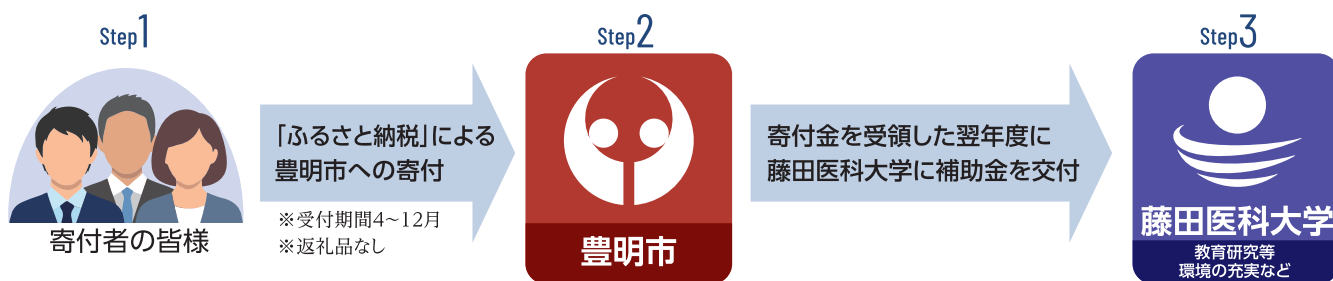 Step1
寄付者の皆様
「ふるさと納税」による
豊明市への寄付
※受付期間4~12月
※返礼品なし
Step2
豊明市
寄付金を受領した翌年度に
藤田医科大学に補助金を交付
Step3
藤田医科大学
教育研究等
環境の充実など